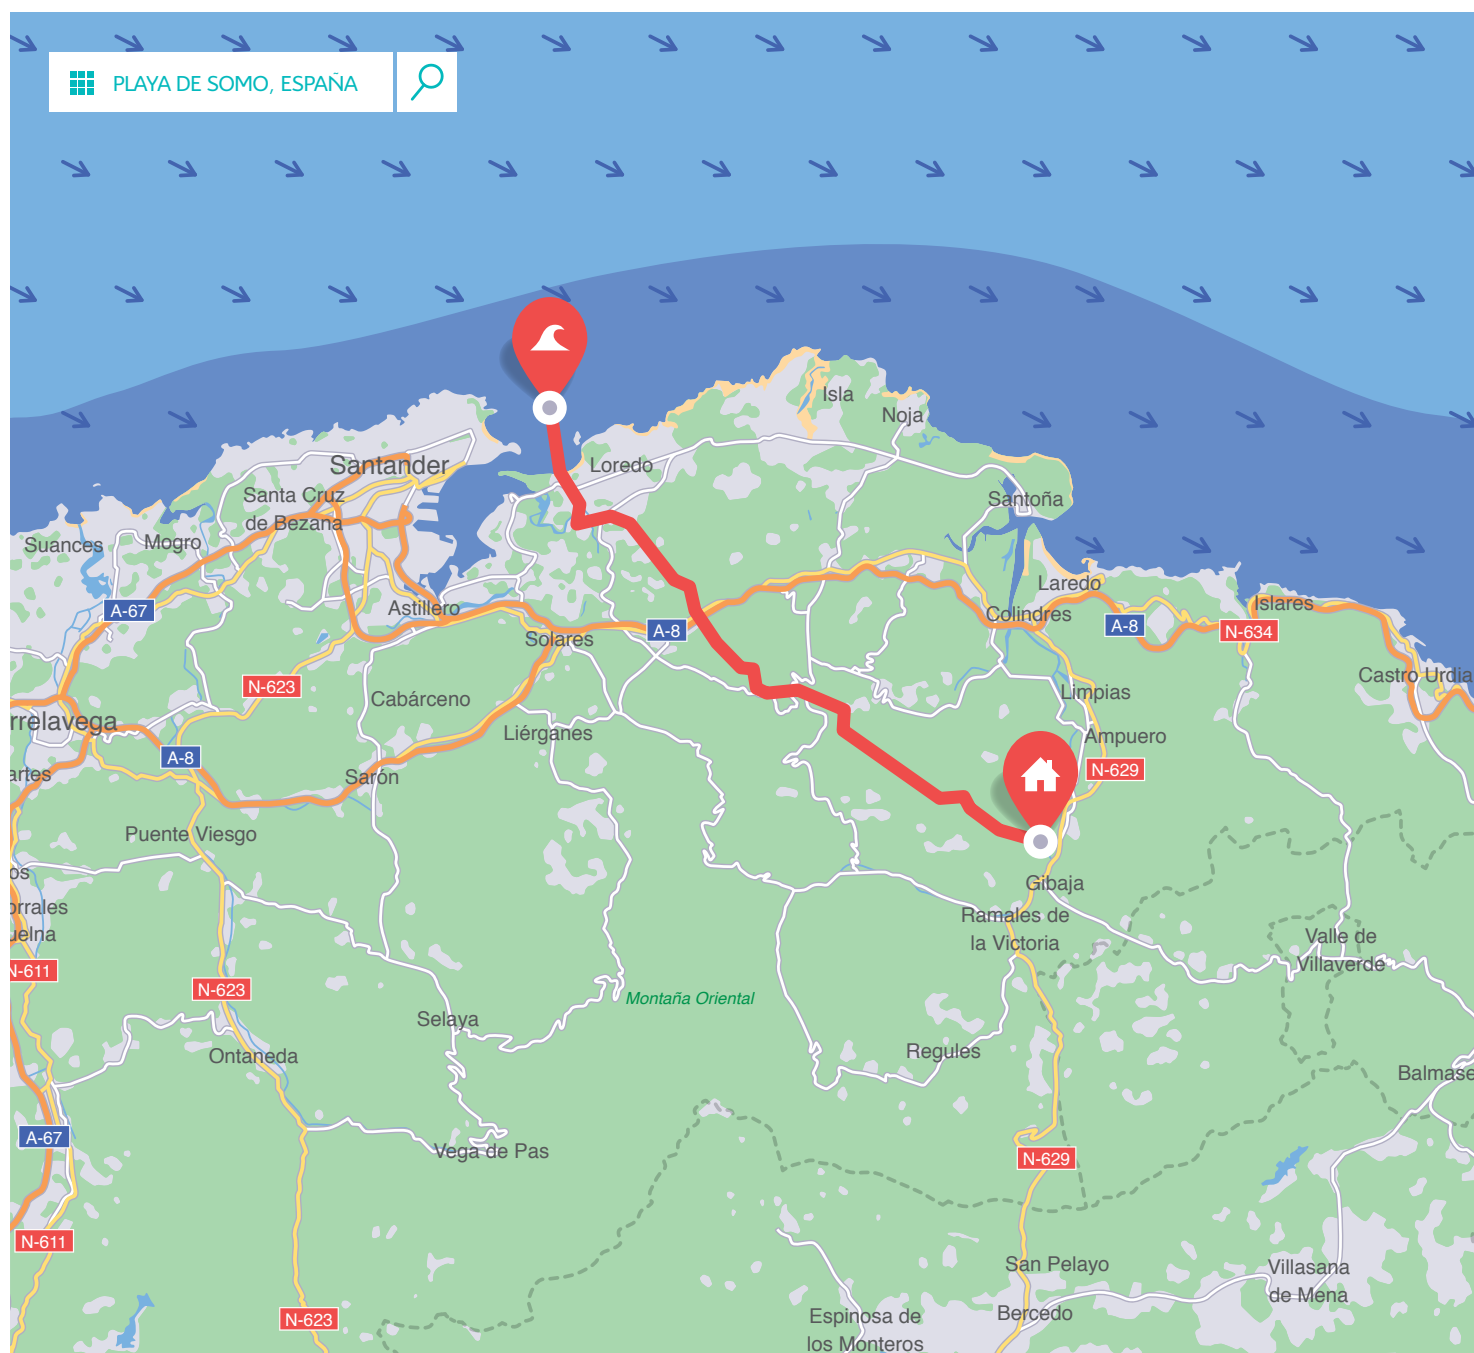 PLAYA DE SOMO, ESPAÑA
Isla
Noja
Santander
Loredo
Santa Cruz
de Bezana
Santoña
Suances
Mogro
Laredo
Astillero
A-67
Colindres
Islares
Solares
A-8
A-8
N-634
Castro Urdia
N-623
Cabárceno
Limpias
rrelavega
Liérganes
Ampuero
A-8
artes
Sarón
N-629
Puente Viesgo
os
Gibaja
orrales
uelna
Ramales de
la Victoria
Valle de
Villaverde
N-611
N-623
Montaña Oriental
Selaya
Ontaneda
Regules
Balmase
A-67
Vega de Pas
N-629
N-611
San Pelayo
Villasana
de Mena
N-623
Espinosa de
los Monteros
Bercedo